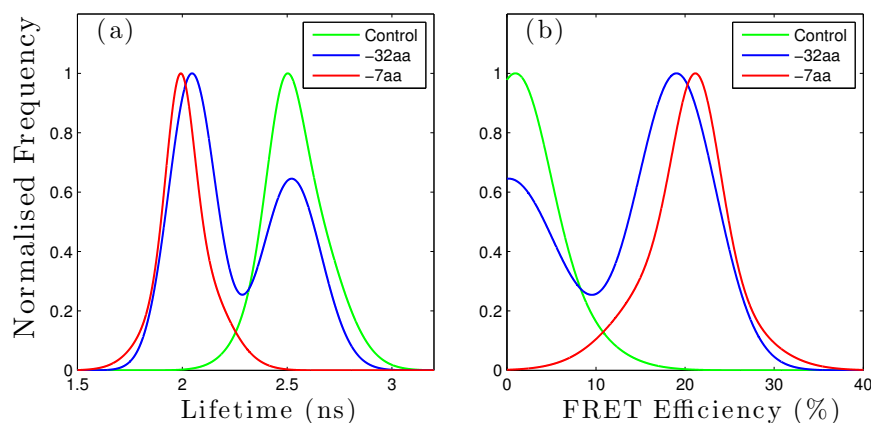 (a)
Control
−32aa
−7aa
Normalised Frequency
1
0.8
0.6
0.4
0.2
0
1.5 2 2.5 3
Lifetime (ns)
(b)
Control
−32aa
−7aa
1
0.8
0.6
0.4
0.2
0
0 10 20 30 40
FRET Efficiency (%)